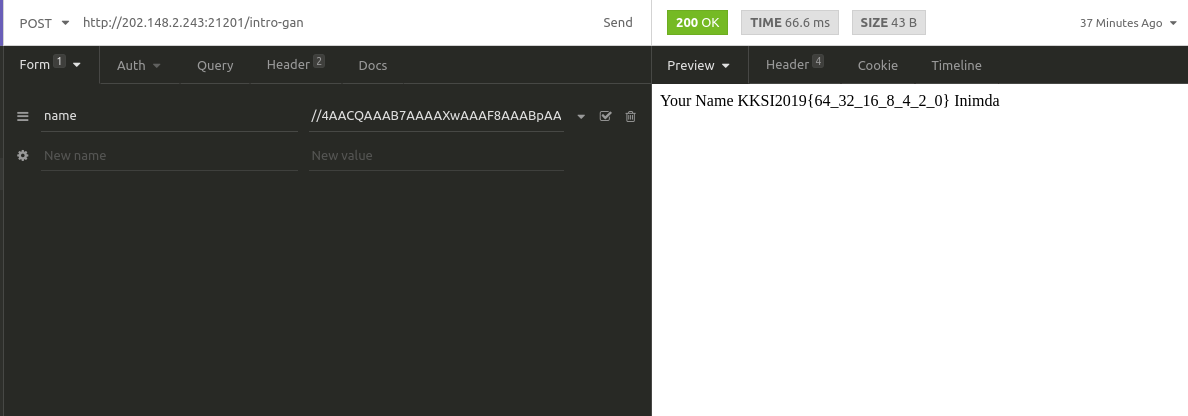 POST http://202.148.2.243:21201/intro-gan Send 200 OK TIME 66.6 ms SIZE 43 B 37 Minutes Ago
Form 1 Auth Query Header 2 Docs Preview Header 4 Cookie Timeline
Your Name KKSI2019{64_32_16_8_4_2_0} Inimda
name //4AACQAAAB7AAAAXwAAAF8AAABpAA
New name New value